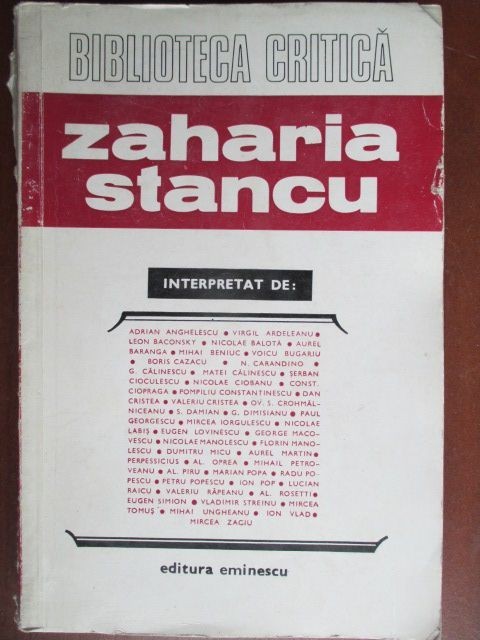 BIBLIOTECA CRITICĂ
zaharia
stancu
INTERPRETAT DE:
ADRIAN ANGHELESCU • VIRGIL ARDELEANU •
LEON BACONSKY • NICOLAE BALOTĂ • AUREL
BARANGA • MIHAI BENIUC • VOICU BUGARIU
• BORIS CAZACU • N. CARANDINO •
G. CĂLINESCU • MATEI CĂLINESCU • ȘERBAN
CIOCULESCU • NICOLAE CIOBANU • CONST.
CIOPRAGA • POMPILIU CONSTANTINESCU • DAN
CRISTEA • VALERIU CRISTEA • OV. S. CROHMĂL-
NICEANU • S. DAMIAN • G. DIMISIANU • PAUL
GEORGESCU • MIRCEA IORGULESCU • NICOLAE
LABIȘ • EUGEN LOVINESCU • GEORGE MACO-
VESCU • NICOLAE MANOLESCU • FLORIN MANO-
LESCU • DUMITRU MICU • AUREL MARTIN •
PERPESSICIUS • AL. OPREA • MIHAIL PETRO-
VEANU • AL. PIRU • MARIAN POPA • RADU PO-
PESCU • PETRU POPESCU • ION POP • LUCIAN
RAICU • VALERIU RÂPEANU • AL. ROSETTI •
EUGEN SIMION • VLADIMIR STREINU • MIRCEA
TOMUȘ • MIHAI UNGHEANU • ION VLAD •
MIRCEA ZACIU
editura eminescu